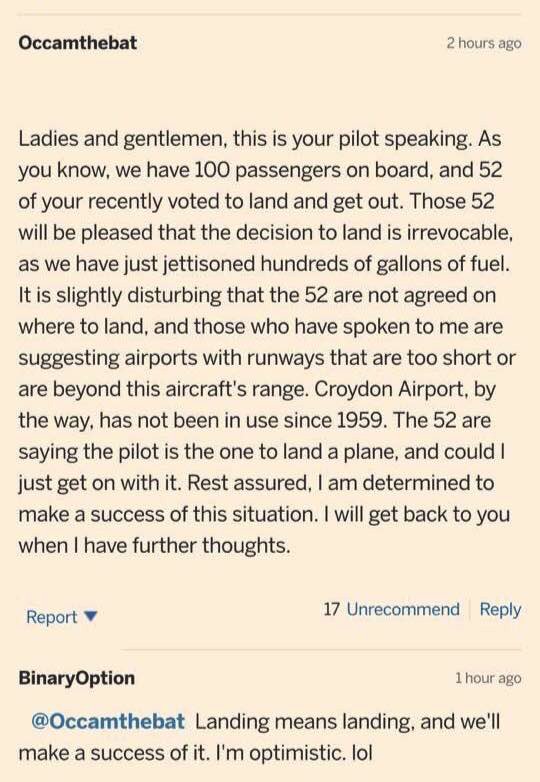 Occamthebat
2 hours ago
Ladies and gentlemen, this is your pilot speaking. As
you know, we have 100 passengers on board, and 52
of your recently voted to land and get out. Those 52
will be pleased that the decision to land is irrevocable,
as we have just jettisoned hundreds of gallons of fuel.
It is slightly disturbing that the 52 are not agreed on
where to land, and those who have spoken to me are
suggesting airports with runways that are too short or
are beyond this aircraft's range. Croydon Airport, by
the way, has not been in use since 1959. The 52 are
saying the pilot is the one to land a plane, and could I
just get on with it. Rest assured, I am determined to
make a success of this situation. I will get back to you
when I have further thoughts.
Report
17 Unrecommend
Reply
BinaryOption
1 hour ago
@Occamthebat Landing means landing, and we'll
make a success of it. I'm optimistic. lol